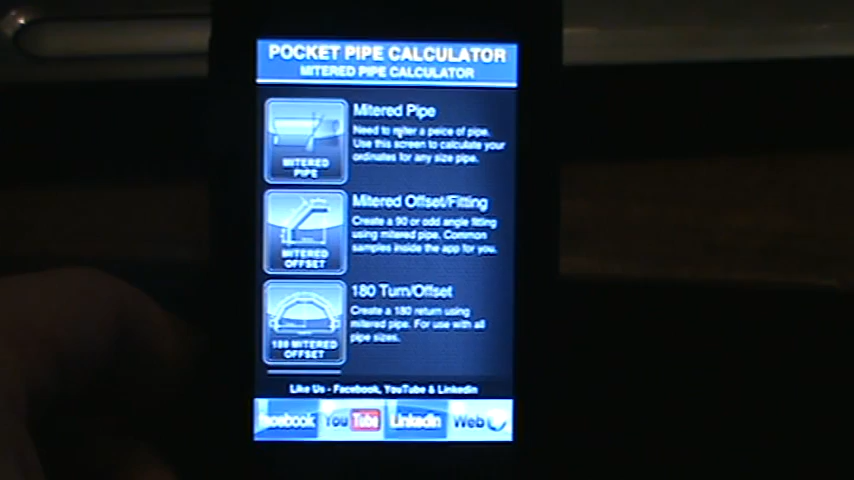 POCKET PIPE CALCULATOR
MITERED PIPE CALCULATOR
Mitered Pipe
Need to miter a peice of pipe.
Use this screen to calculate your
ordinates for any size pipe.
MITERED
PIPE
Mitered Offset/Fitting
Create a 90 or odd angle fitting
using mitered pipe. Common
samples inside the app for you.
MITERED
OFFSET
180 Turn/Offset
Create a 180 return using
mitered pipe. For use with all
pipe sizes.
180 MITERED
OFFSET
Like Us - Facebook, YouTube & LinkedIn
facebook YouTube LinkedIn Web